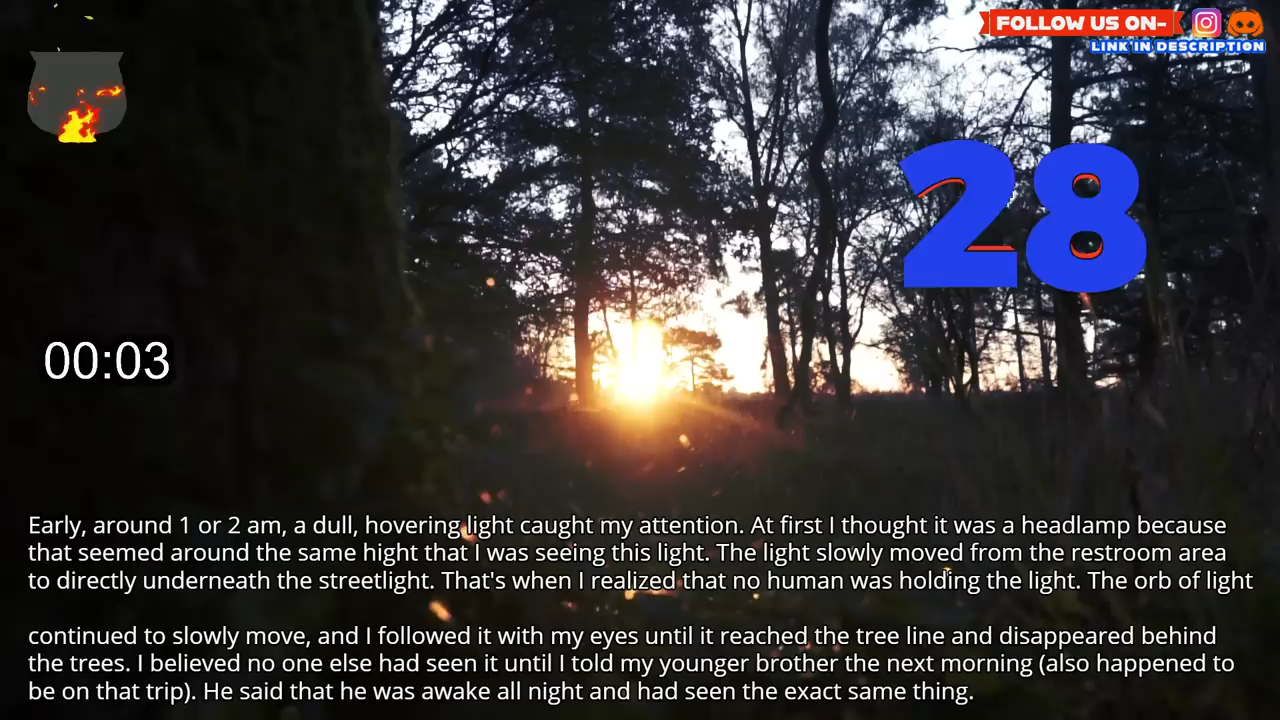 FOLLOW US ON-
LINK IN DESCRIPTION
28
00:03
Early, around 1 or 2 am, a dull, hovering light caught my attention. At first I thought it was a headlamp because
that seemed around the same hight that I was seeing this light. The light slowly moved from the restroom area
to directly underneath the streetlight. That's when I realized that no human was holding the light. The orb of light
continued to slowly move, and I followed it with my eyes until it reached the tree line and disappeared behind
the trees. I believed no one else had seen it until I told my younger brother the next morning (also happened to
be on that trip). He said that he was awake all night and had seen the exact same thing.